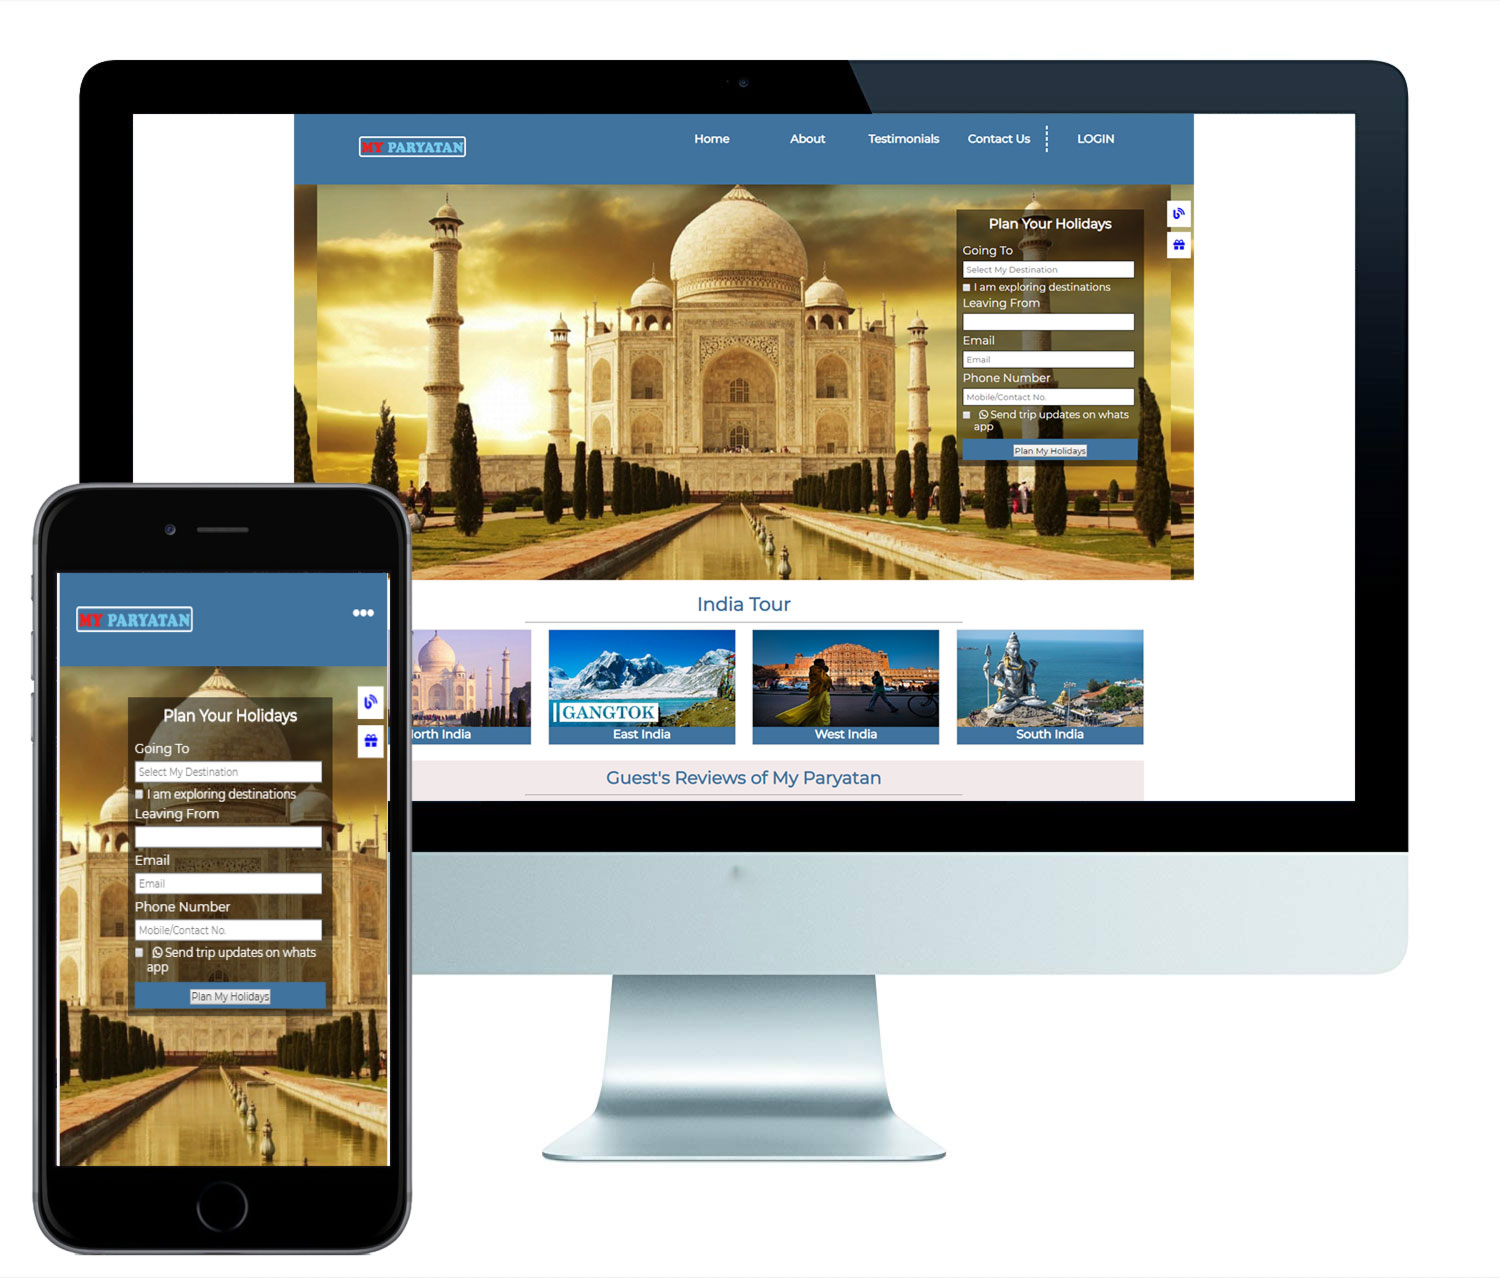 MY PARYATAN
Home About Testimonials Contact Us LOGIN
Plan Your Holidays
Going To
Select My Destination
I am exploring destinations
Leaving From
Email
Email
Phone Number
Mobile/Contact No.
Send trip updates on whats
app
Plan My Holidays
India Tour
GANGTOK
orth India East India West India South India
Guest's Reviews of My Paryatan
MY PARYATAN
Plan Your Holidays
Going To
Select My Destination
I am exploring destinations
Leaving From
Email
Email
Phone Number
Mobile/Contact No.
Send trip updates on whats
app
Plan My Holidays